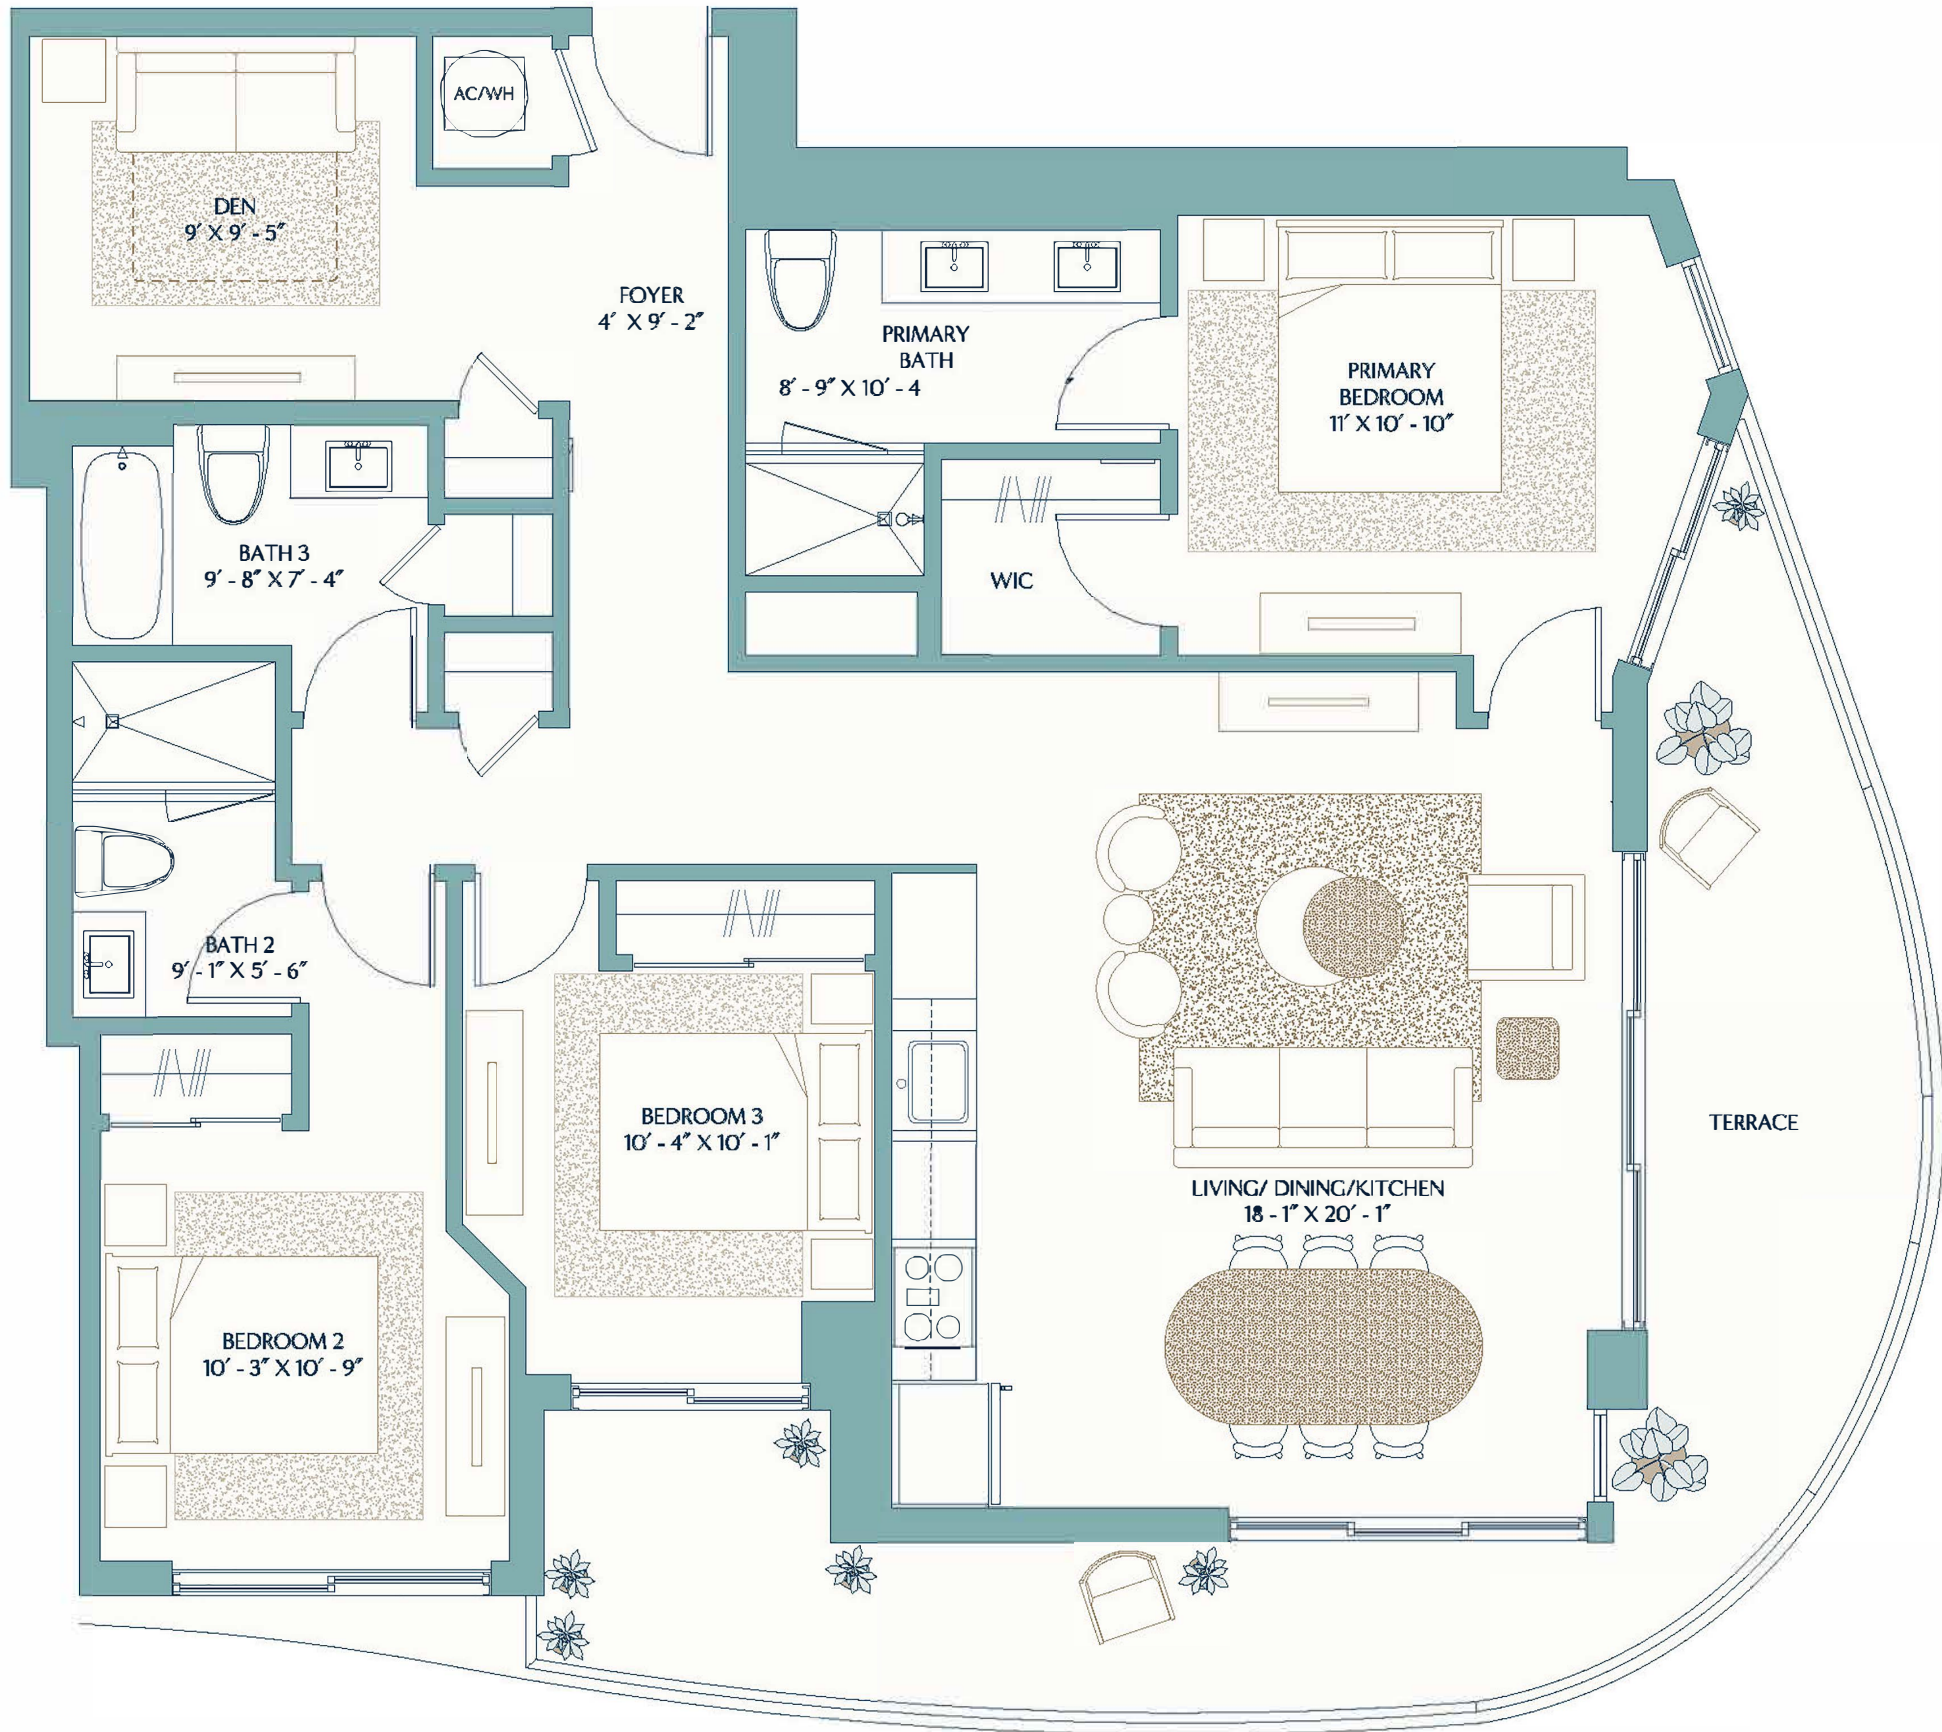 AC/WH
DEN
9′ X 9′ - 5″
FOYER
4′ X 9′ - 2″
PRIMARY
BATH
8′ - 9″ X 10′ - 4
PRIMARY
BEDROOM
11′ X 10′ - 10″
BATH 3
9′ - 8″ X 7′ - 4″
WIC
BATH 2
9′ - 1″ X 5′ - 6″
BEDROOM 3
10′ - 4″ X 10′ - 1″
TERRACE
LIVING/ DINING/KITCHEN
18 - 1″ X 20′ - 1″
BEDROOM 2
10′ - 3″ X 10′ - 9″